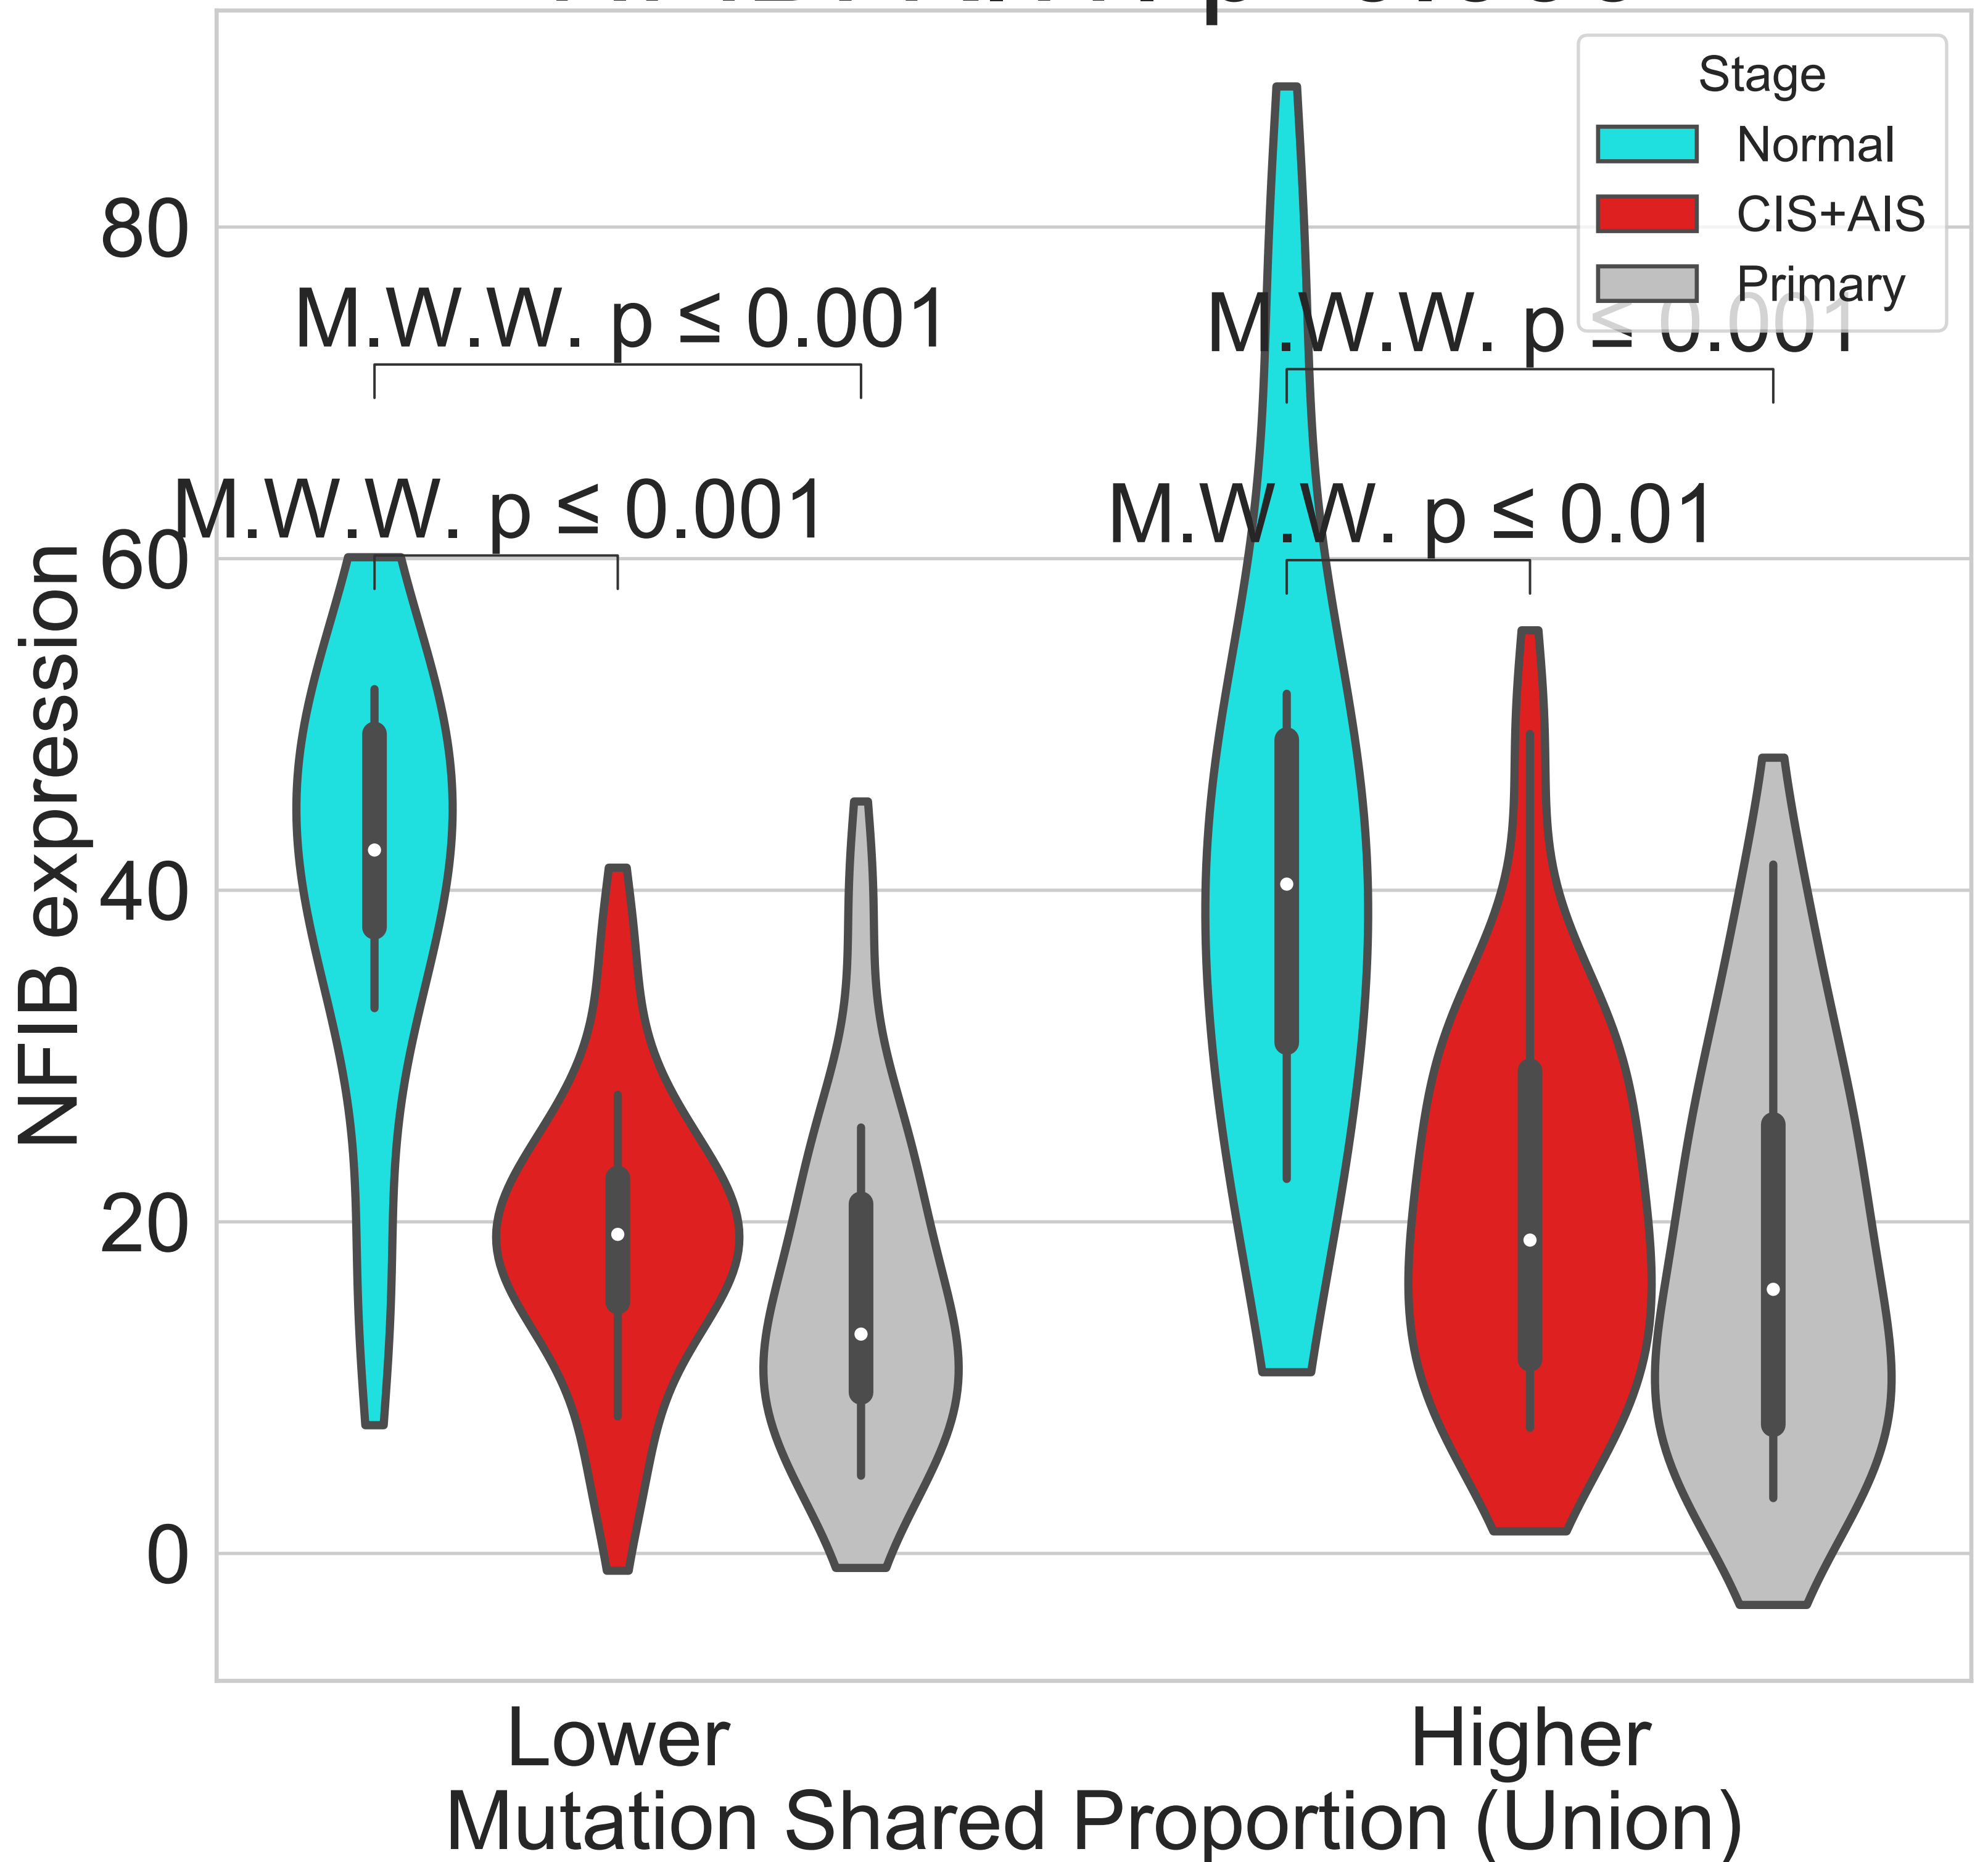 Stage
Normal
CIS+AIS
Primary
80
M.W.W. p ≤ 0.001
M.W.W. p ≤ 0.001
M.W.W. p ≤ 0.001
M.W.W. p ≤ 0.01
60
40
20
0
NFIB expression
Lower
Higher
Mutation Shared Proportion (Union)